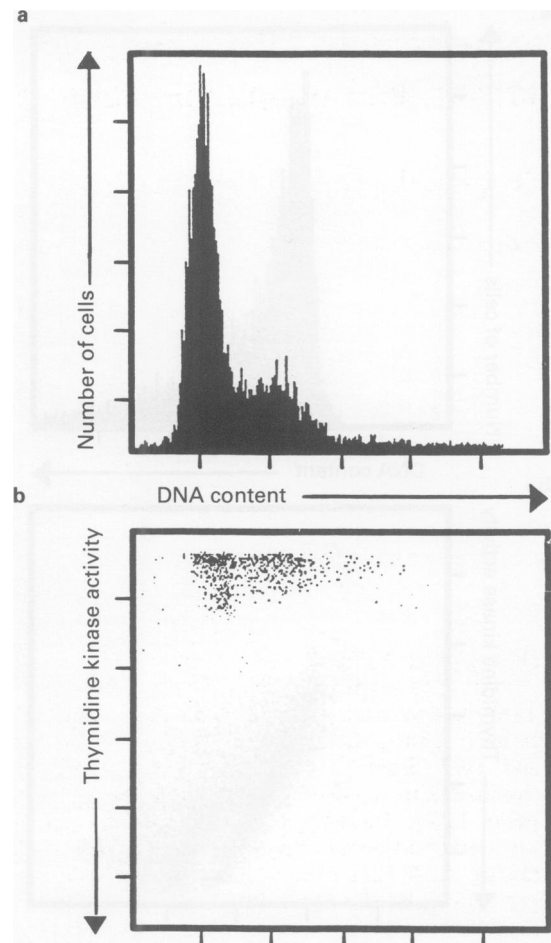 a
Number of cells
DNA content
b
Thymidine kinase activity